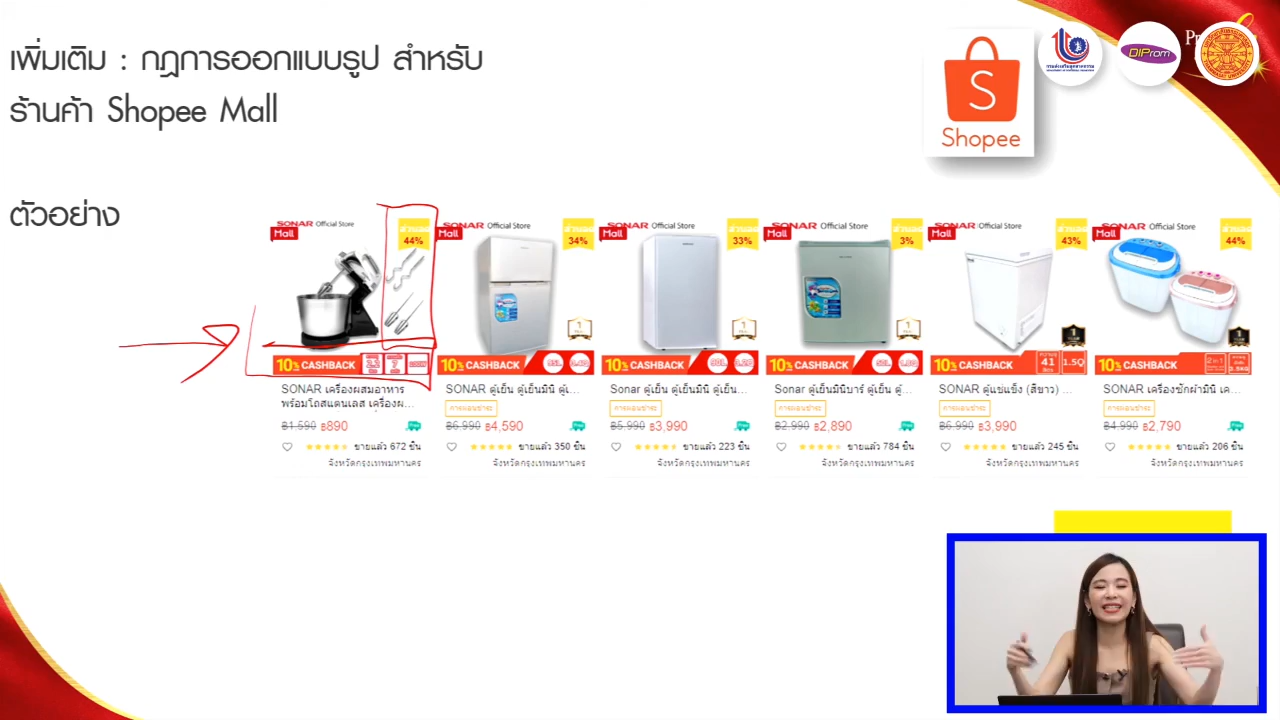 เพิ่มเติม : กฎการออกแบบรูป สำหรับ
ร้านค้า Shopee Mall
Shopee
DIProm
ตัวอย่าง
SONAR Official Store
Mall
44%
10% CASHBACK
SONAR เครื่องผสมอาหาร
พร้อมโถสแตนเลส เครื่องผ...
฿1,590 ฿890
ขายแล้ว 672 ชิ้น
จังหวัดกรุงเทพมหานคร
SONAR Official Store
Mall
34%
10% CASHBACK
SONAR ตู้เย็น ตู้เย็นมินิ ตู้เ...
฿6,990 ฿4,590
ขายแล้ว 350 ชิ้น
จังหวัดกรุงเทพมหานคร
SONAR Official Store
Mall
33%
10% CASHBACK
Sonar ตู้เย็น ตู้เย็นมินิ ตู้เย็น...
฿5,990 ฿3,990
ขายแล้ว 223 ชิ้น
จังหวัดกรุงเทพมหานคร
SONAR Official Store
Mall
3%
10% CASHBACK
Sonar ตู้เย็นมินิบาร์ ตู้เย็น ตู้...
฿2,990 ฿2,890
ขายแล้ว 784 ชิ้น
จังหวัดกรุงเทพมหานคร
SONAR Official Store
Mall
43%
10% CASHBACK
41
1.5Q
SONAR ตู้แช่แข็ง (สีขาว) ...
฿6,990 ฿3,990
ขายแล้ว 245 ชิ้น
จังหวัดกรุงเทพมหานคร
SONAR Official Store
Mall
44%
10% CASHBACK
2 in 1
SONAR เครื่องซักผ้ามินิ เค...
฿4,990 ฿2,790
ขายแล้ว 206 ชิ้น
จังหวัดกรุงเทพมหานคร